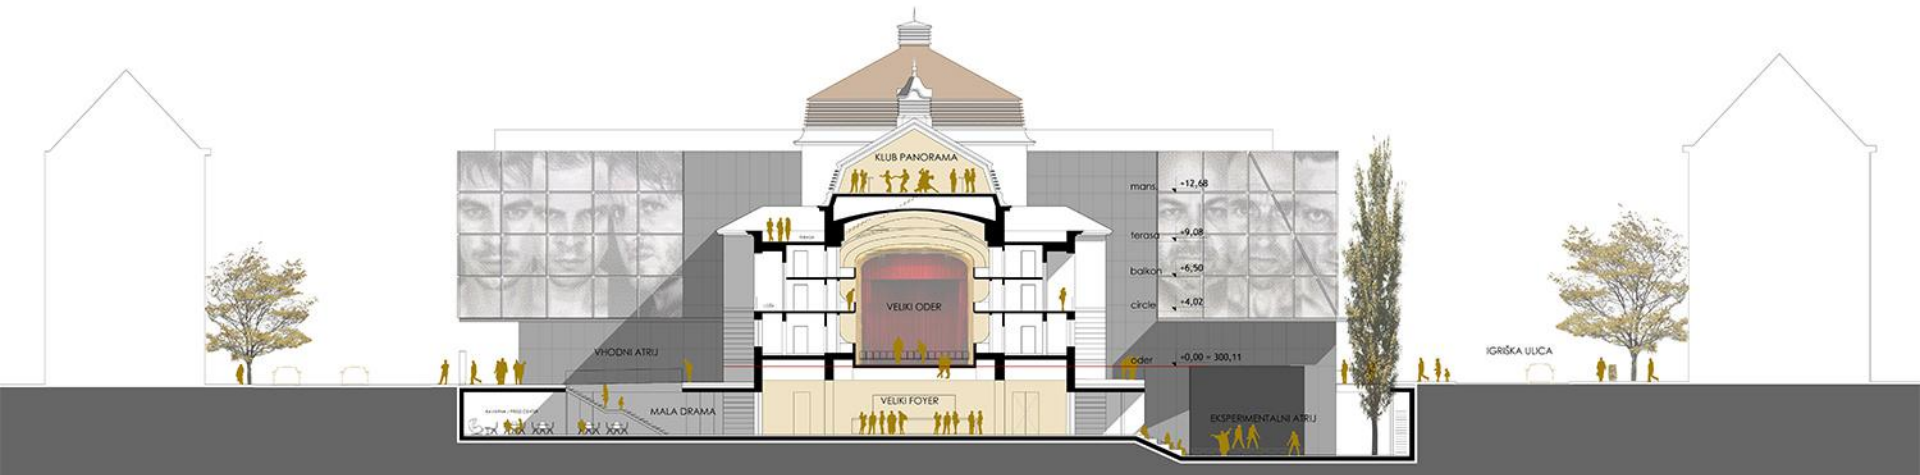 KLUB PANORAMA
mans. +12,68
terasa +9,08
balkon +6,50
circle +4,02
VELIKI ODER
VHODNI ATRIJ
oder +0,00 = 300,11
IGRIŠKA ULICA
VELIKI FOYER
MALA DRAMA
EKSPERIMENTALNI ATRIJ